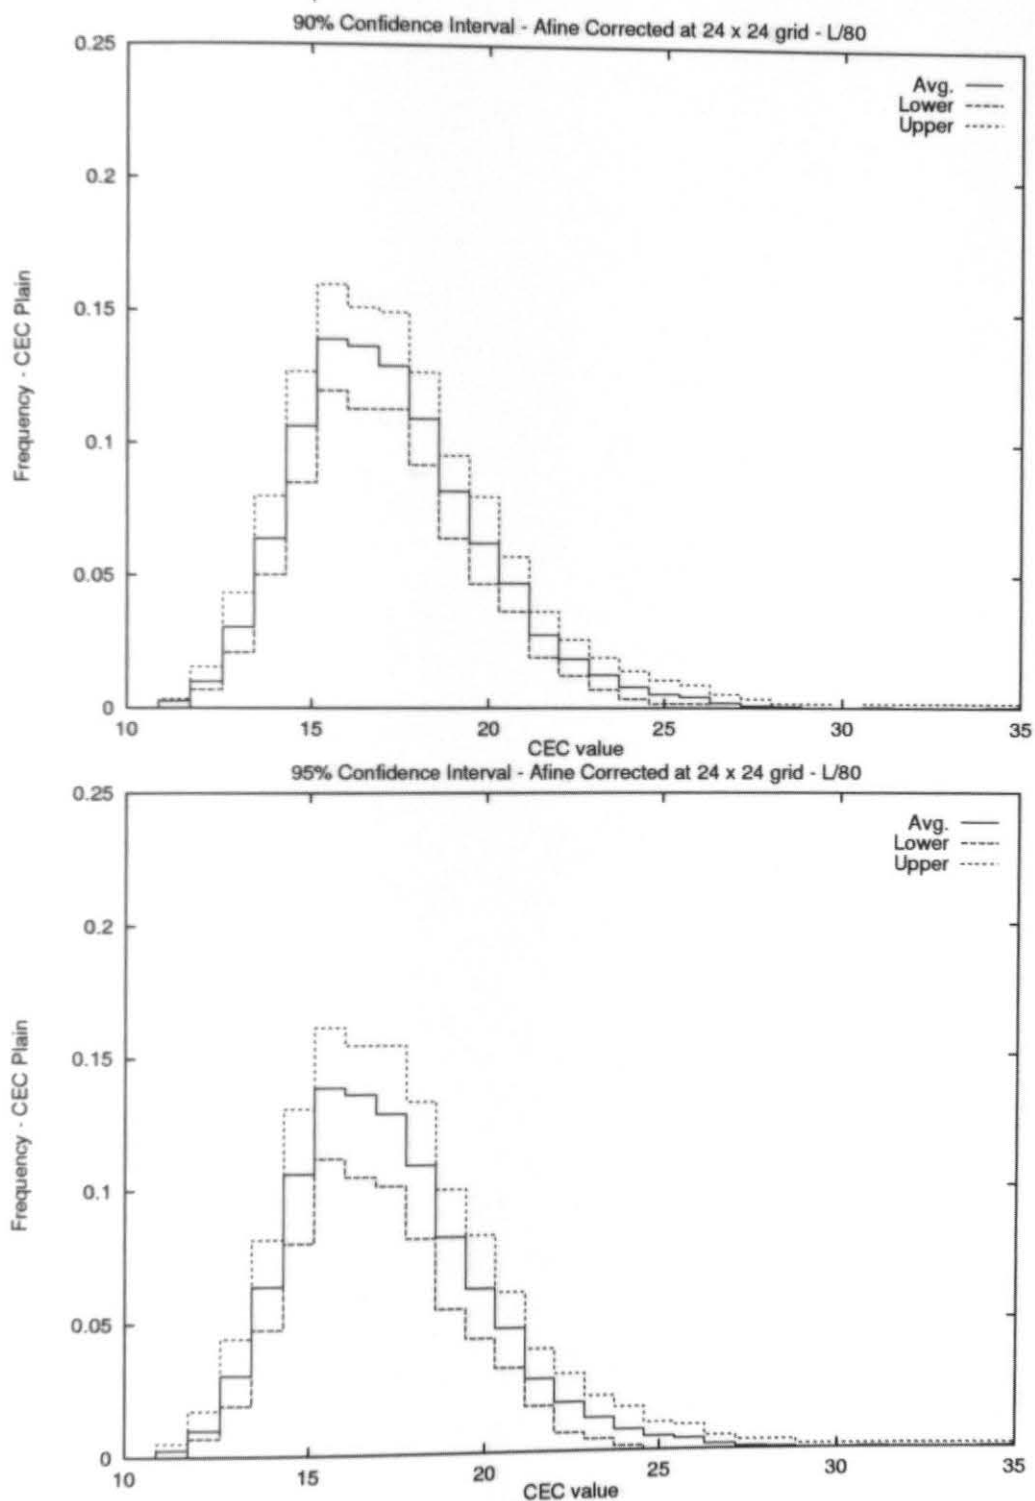 90% Confidence Interval - Afine Corrected at 24 x 24 grid - L/80
0.25
Avg.
Lower
Upper
0.2
0.15
Frequency - CEC Plain
0.1
0.05
0
10
15
20
25
30
35
CEC value
95% Confidence Interval - Afine Corrected at 24 x 24 grid - L/80
0.25
Avg.
Lower
Upper
0.2
0.15
Frequency - CEC Plain
0.1
0.05
0
10
15
20
25
30
35
CEC value